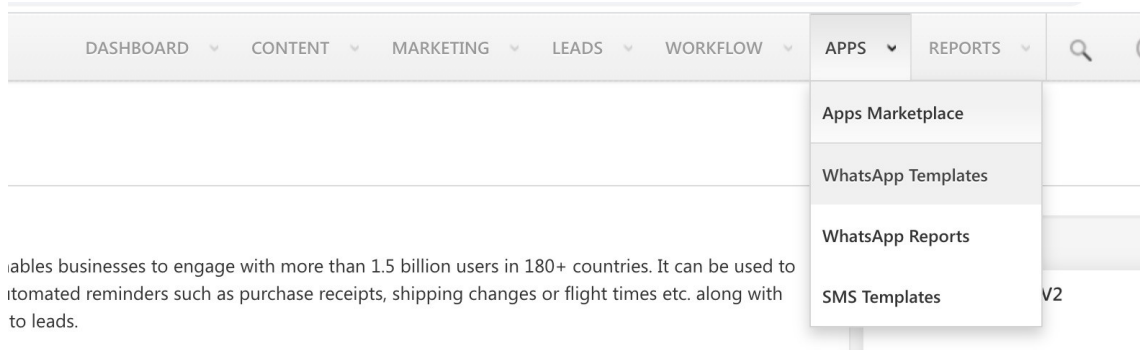 DASHBOARD CONTENT MARKETING LEADS WORKFLOW APPS REPORTS
Apps Marketplace
WhatsApp Templates
WhatsApp Reports
SMS Templates
ables businesses to engage with more than 1.5 billion users in 180+ countries. It can be used to
tomated reminders such as purchase receipts, shipping changes or flight times etc. along with
to leads.
V2